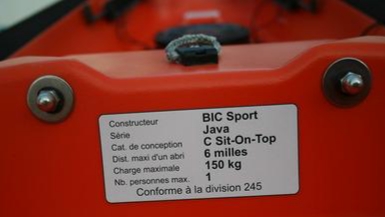 Constructeur BIC Sport
Série Java
Cat. de conception C Sit-On-Top
Dist. maxi d'un abri 6 milles
Charge maximale 150 kg
Nb. personnes max. 1
Conforme à la division 245